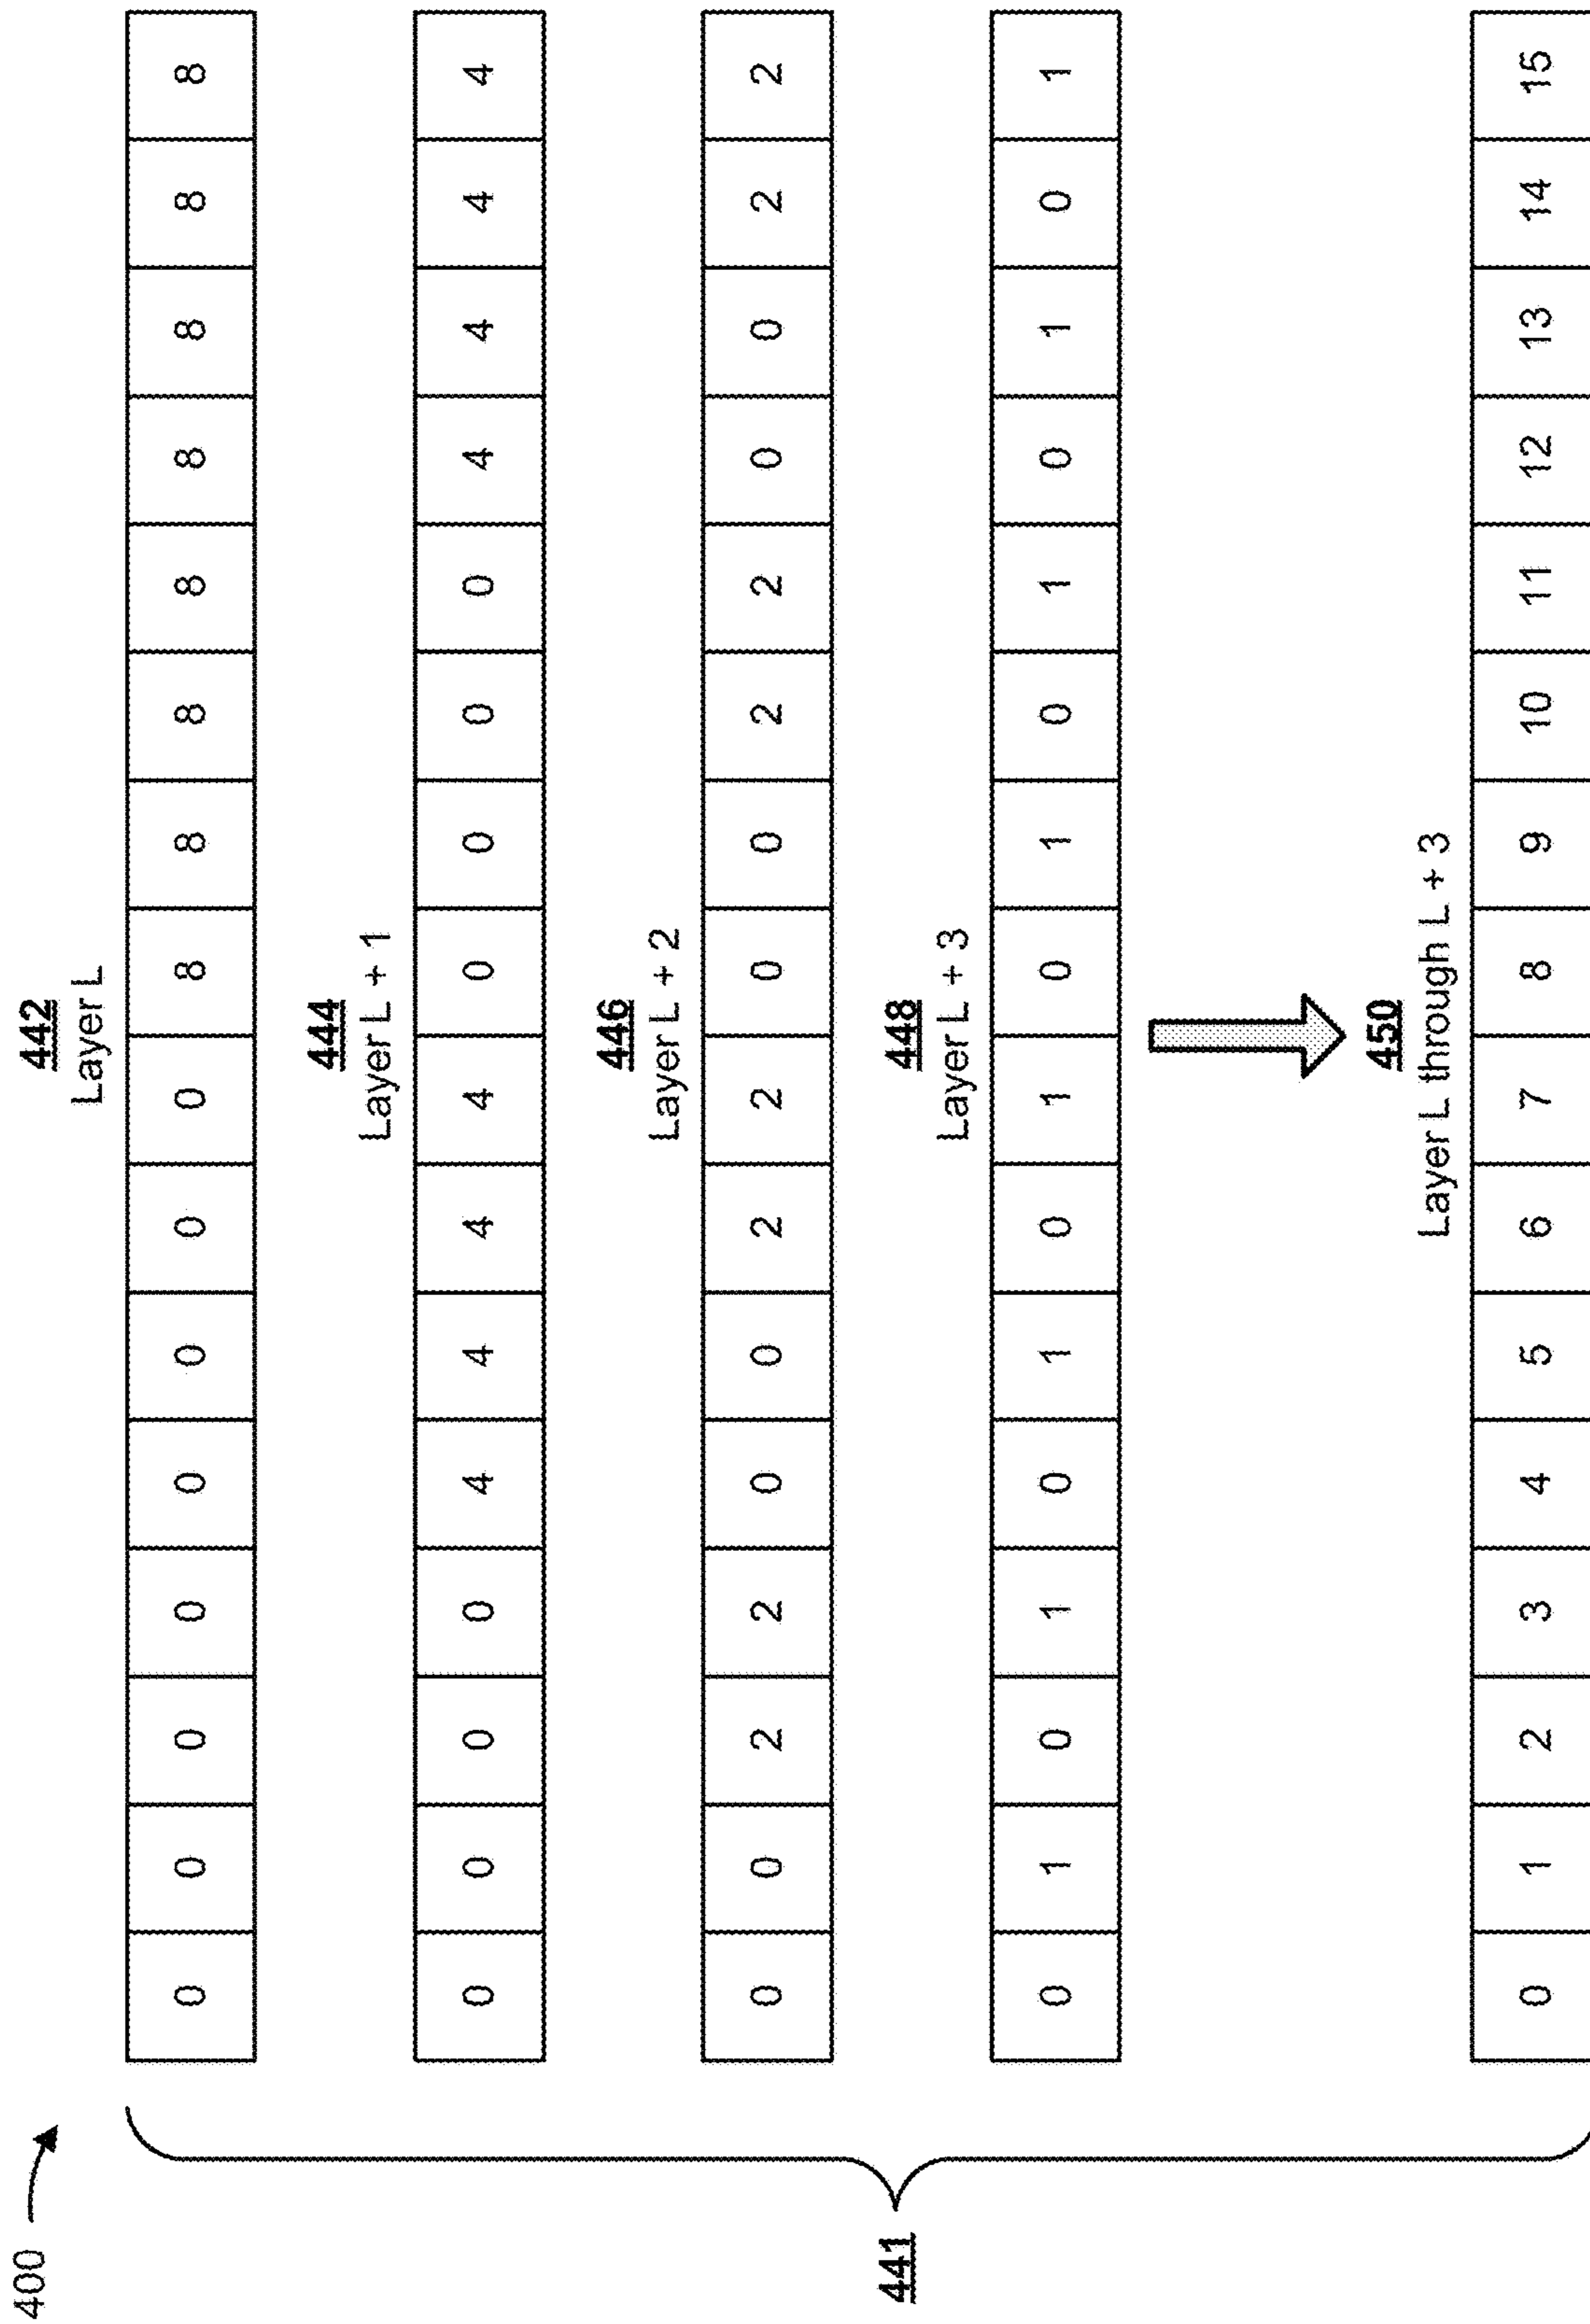 400
442
Layer L
0 0 0 0 0 0 0 0 8 8 8 8 8 8 8 8
444
Layer L + 1
0 0 0 0 4 4 4 4 0 0 0 0 4 4 4 4
446
Layer L + 2
0 0 2 2 0 0 2 2 0 0 2 2 0 0 2 2
448
Layer L + 3
0 1 0 1 0 1 0 1 0 1 0 1 0 1 0 1
441
450
Layer L through L + 3
0 1 2 3 4 5 6 7 8 9 10 11 12 13 14 15